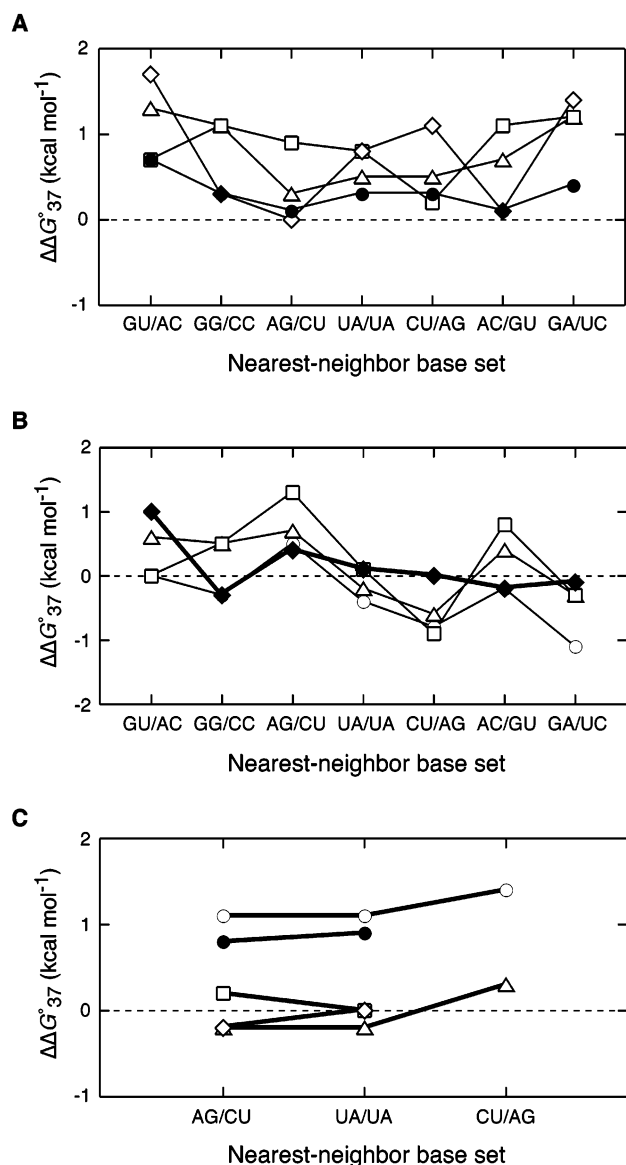 A
2
1
0
-1
ΔΔG°37 (kcal mol-1)
GU/AC GG/CC AG/CU UA/UA CU/AG AC/GU GA/UC
Nearest-neighbor base set
B
2
1
0
-1
-2
ΔΔG°37 (kcal mol-1)
GU/AC GG/CC AG/CU UA/UA CU/AG AC/GU GA/UC
Nearest-neighbor base set
C
2
1
0
-1
ΔΔG°37 (kcal mol-1)
AG/CU UA/UA CU/AG
Nearest-neighbor base set